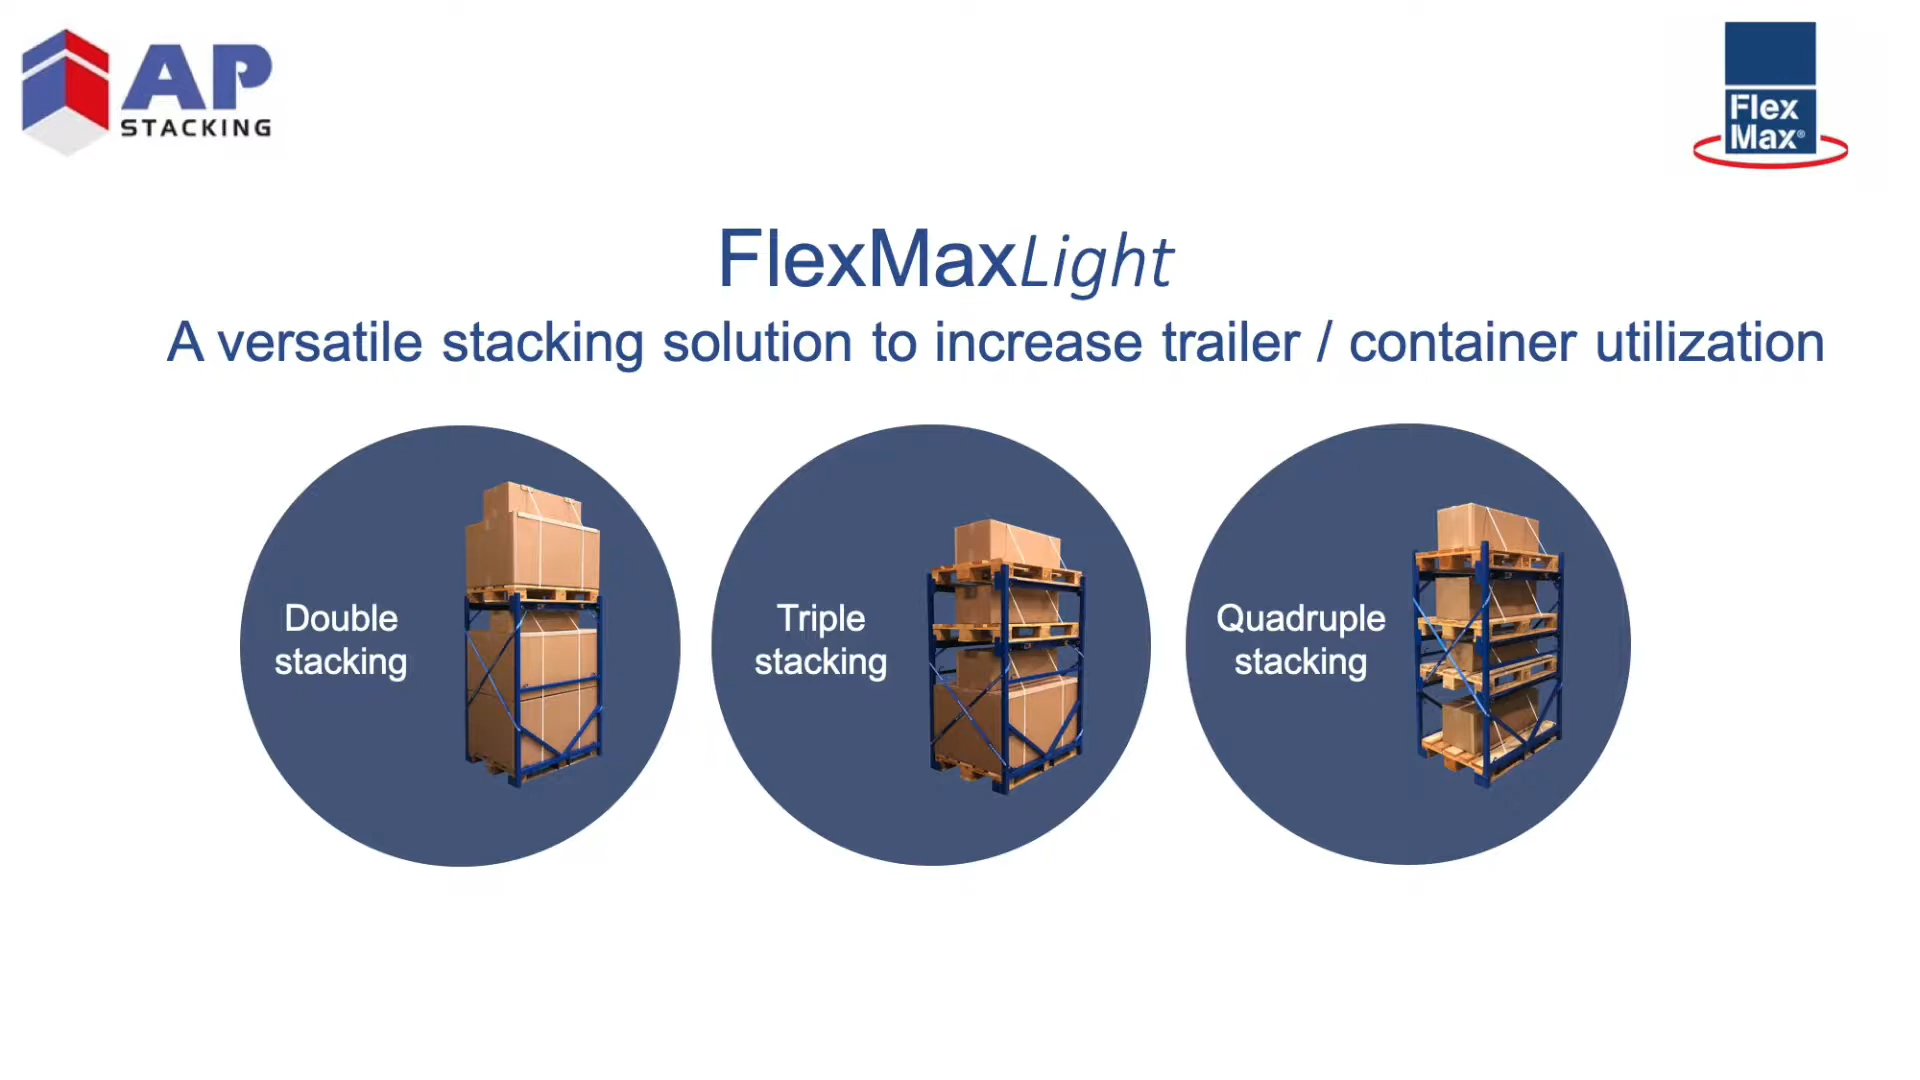 AP
STACKING
Flex
Max®
FlexMaxLight
A versatile stacking solution to increase trailer / container utilization
Double
stacking
Triple
stacking
Quadruple
stacking